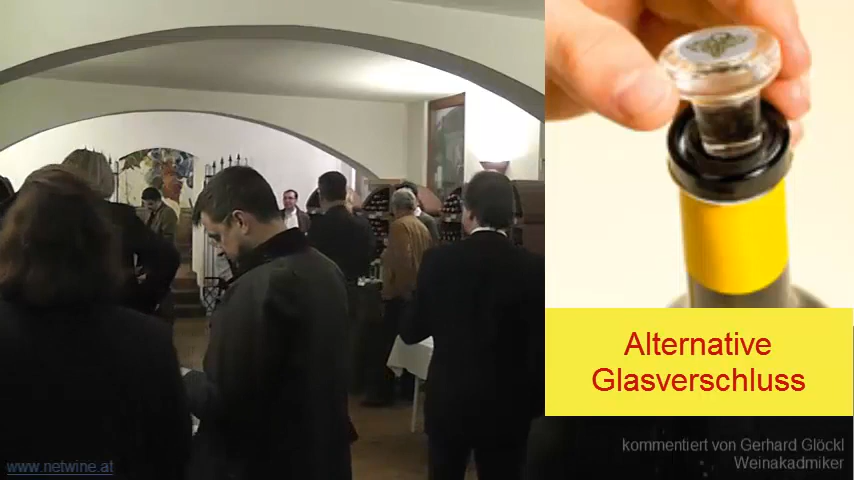 Alternative
Glasverschluss
kommentiert von Gerhard Glöckl
Weinakadmiker
www.netwine.at